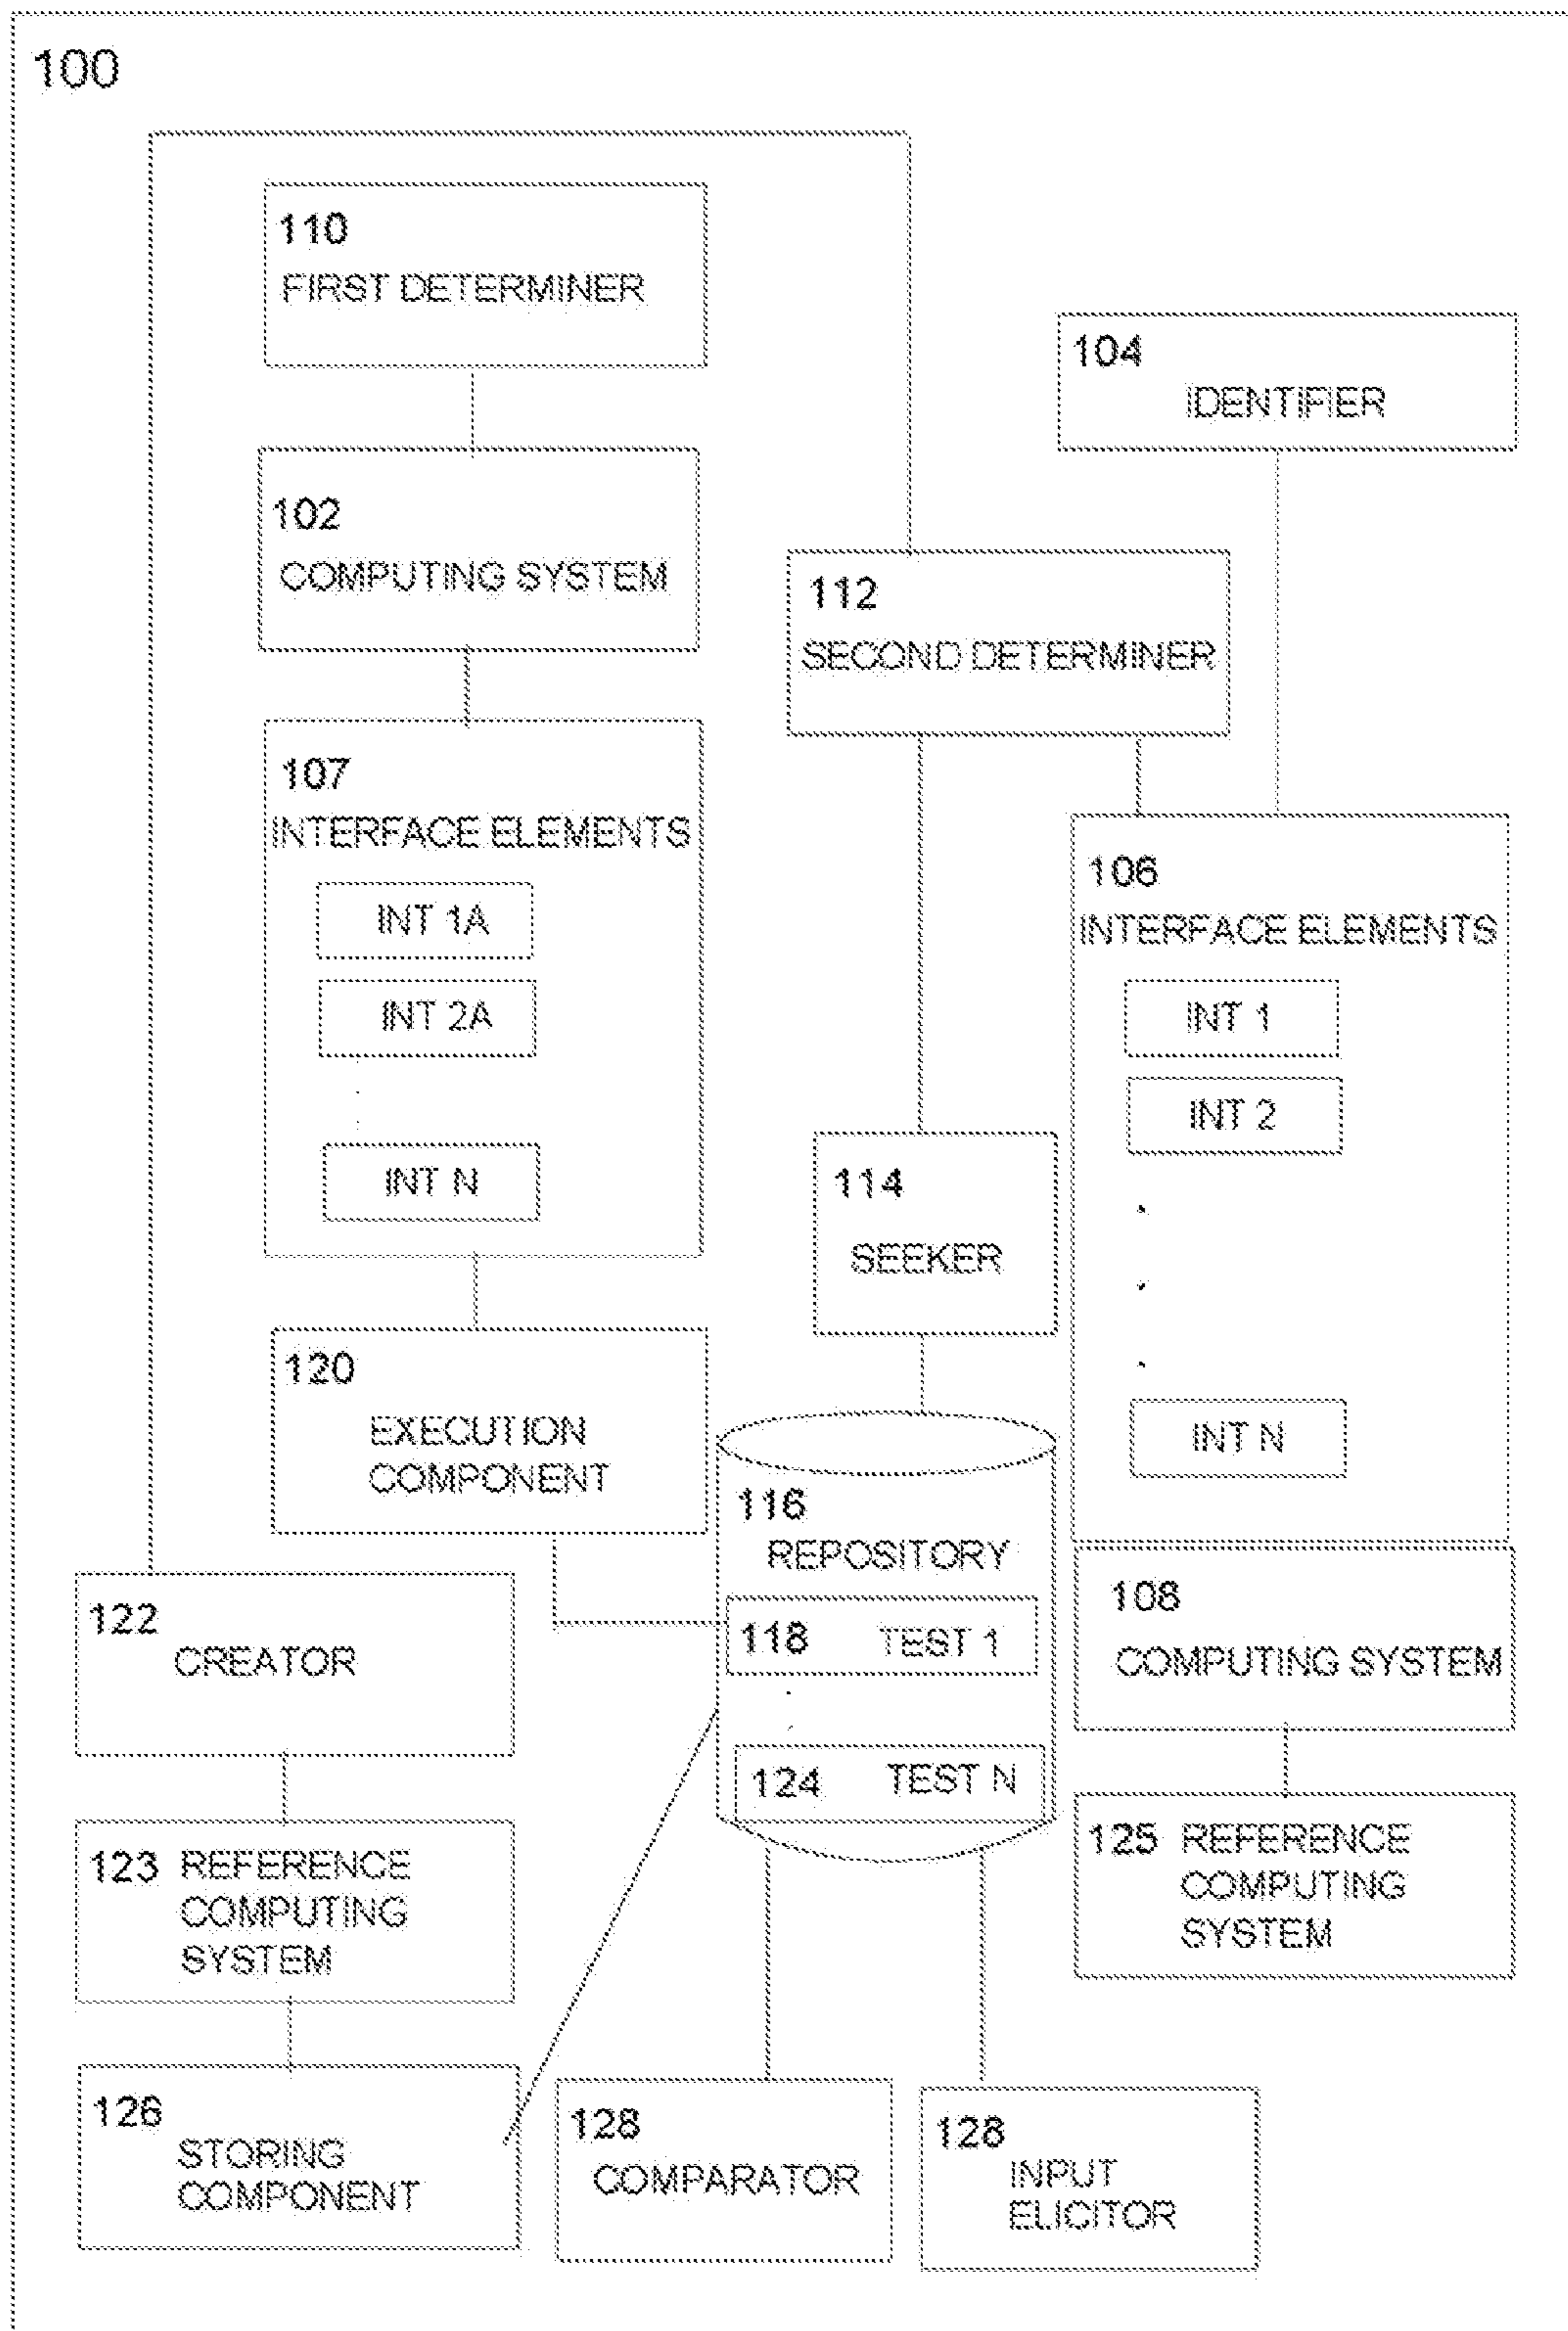 100
110
FIRST DETERMINER
104
IDENTIFIER
102
COMPUTING SYSTEM
112
SECOND DETERMINER
107
INTERFACE ELEMENTS
INT 1A
INT 2A
INT N
106
INTERFACE ELEMENTS
INT 1
INT 2
INT N
114
SEEKER
120
EXECUTION
COMPONENT
116
REPOSITORY
118 TEST 1
124 TEST N
108
COMPUTING SYSTEM
122
CREATOR
123 REFERENCE
COMPUTING
SYSTEM
125 REFERENCE
COMPUTING
SYSTEM
126
STORING
COMPONENT
128
COMPARATOR
128
INPUT
ELICITOR